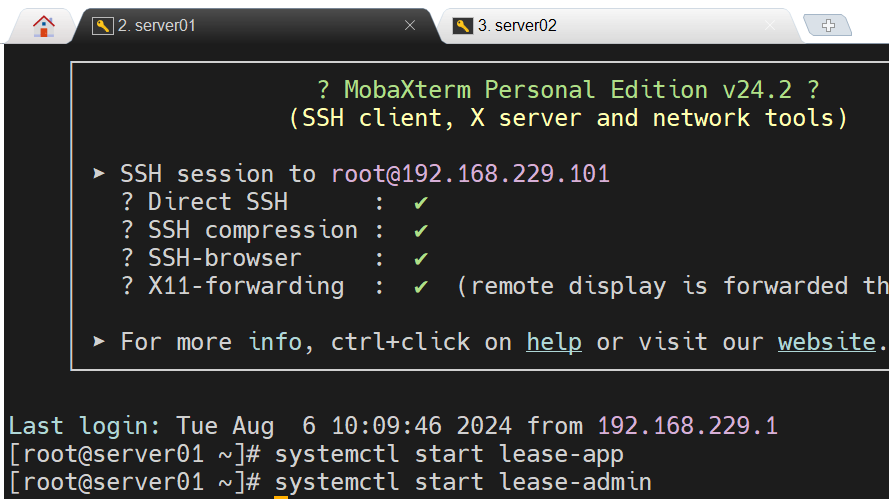 2. server01
3. server02
? MobaXterm Personal Edition v24.2 ?
(SSH client, X server and network tools)
➤ SSH session to root@192.168.229.101
? Direct SSH : ✔
? SSH compression : ✔
? SSH-browser : ✔
? X11-forwarding : ✔ (remote display is forwarded th
➤ For more info, ctrl+click on help or visit our website.
Last login: Tue Aug  6 10:09:46 2024 from 192.168.229.1
[root@server01 ~]# systemctl start lease-app
[root@server01 ~]# systemctl start lease-admin